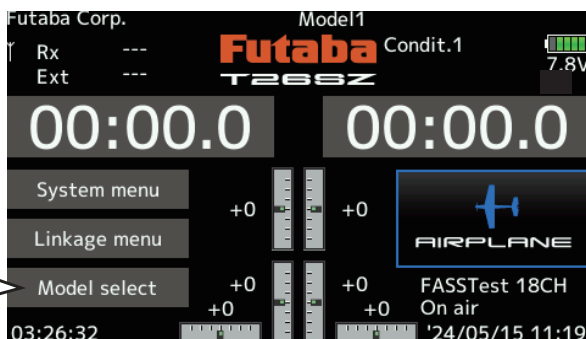 Futaba Corp. Model1
Rx --- Futaba Condit.1
Ext --- T26SZ 7.8V
00:00.0 00:00.0
System menu
+0 +0
Linkage menu AIRPLANE
Model select +0 +0 FASSTest 18CH
+0 +0 On air
03:26:32 '24/05/15 11:19